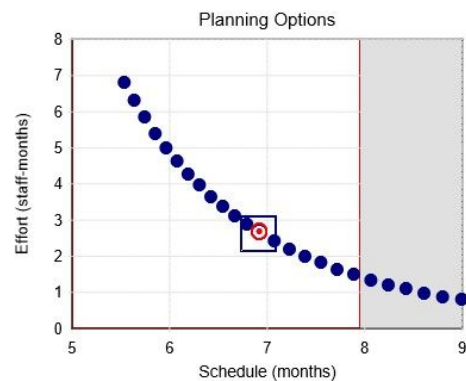 Planning Options
8
7
6
5
4
3
2
1
0
Effort (staff-months)
5 6 7 8 9
Schedule (months)